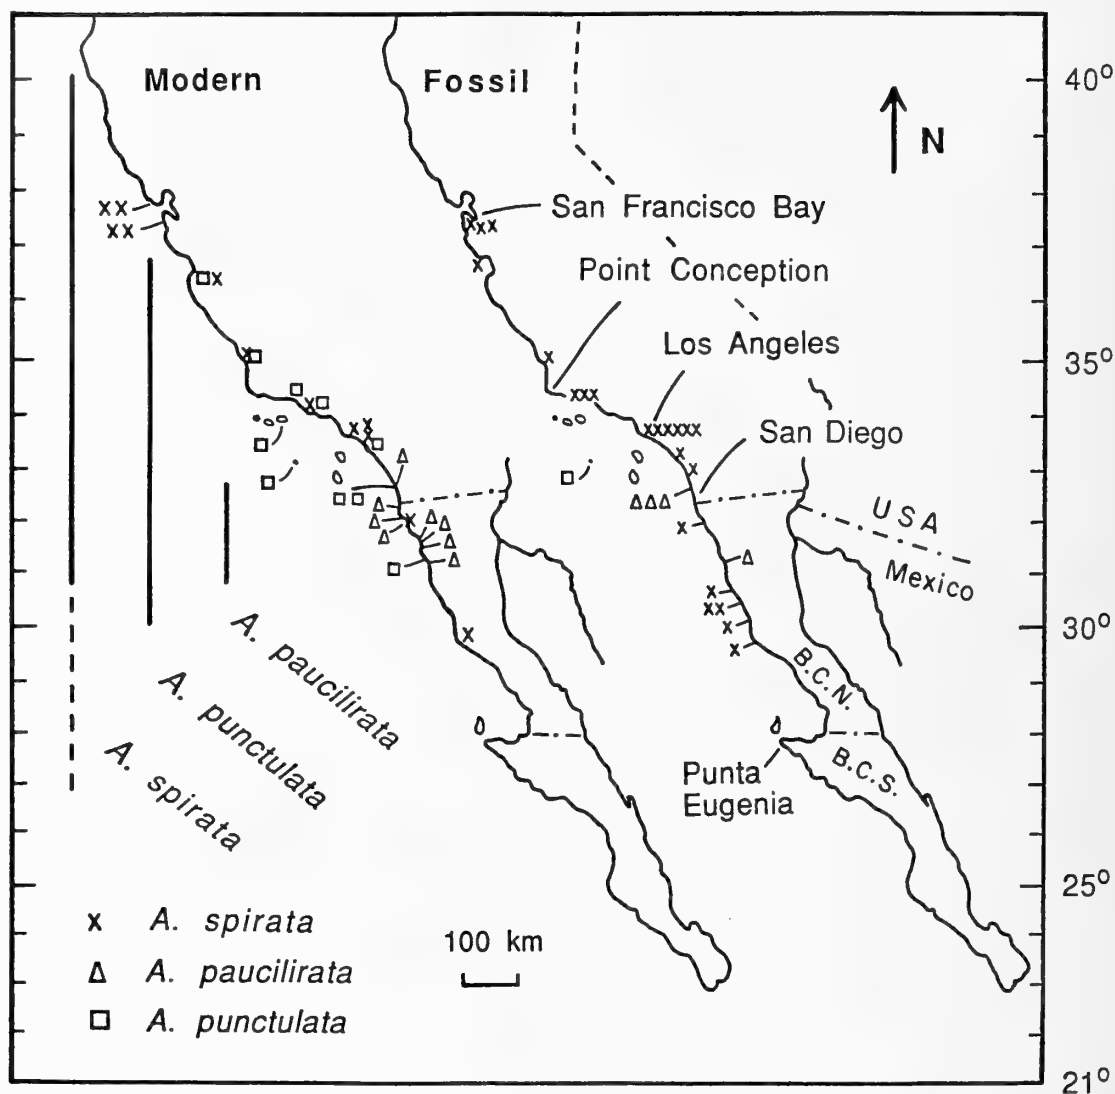 Modern
Fossil
40°
N
San Francisco Bay
Point Conception
Los Angeles
35°
San Diego
USA
Mexico
30°
B.C.N.
B.C.S.
Punta
Eugenia
A. paucilirata
A. punctulata
A. spirata
25°
x A. spirata
Δ A. paucilirata
□ A. punctulata
100 km
21°